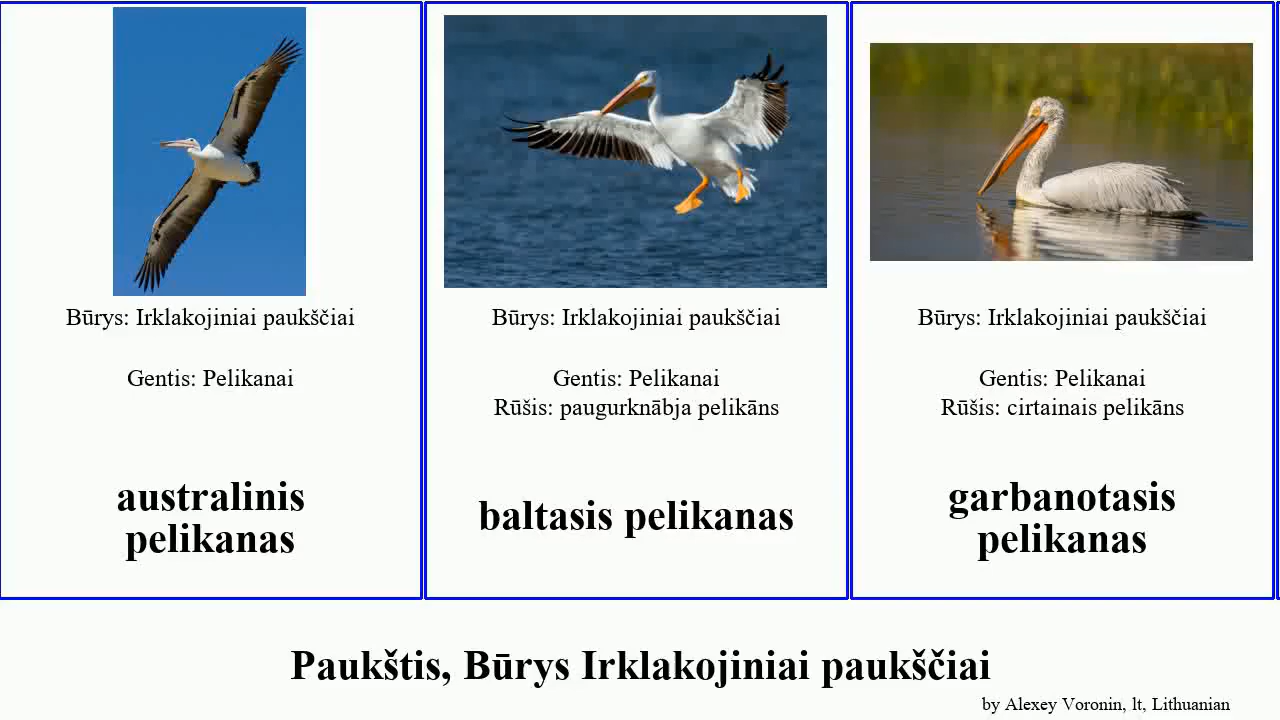 Būrys: Irklakojiniai paukščiai
Gentis: Pelikanai
australinis
pelikanas
Būrys: Irklakojiniai paukščiai
Gentis: Pelikanai
Rūšis: paugurknābja pelikāns
baltasis pelikanas
Būrys: Irklakojiniai paukščiai
Gentis: Pelikanai
Rūšis: cirtainais pelikāns
garbanotasis
pelikanas
Paukštis, Būrys Irklakojiniai paukščiai
by Alexey Voronin, lt, Lithuanian